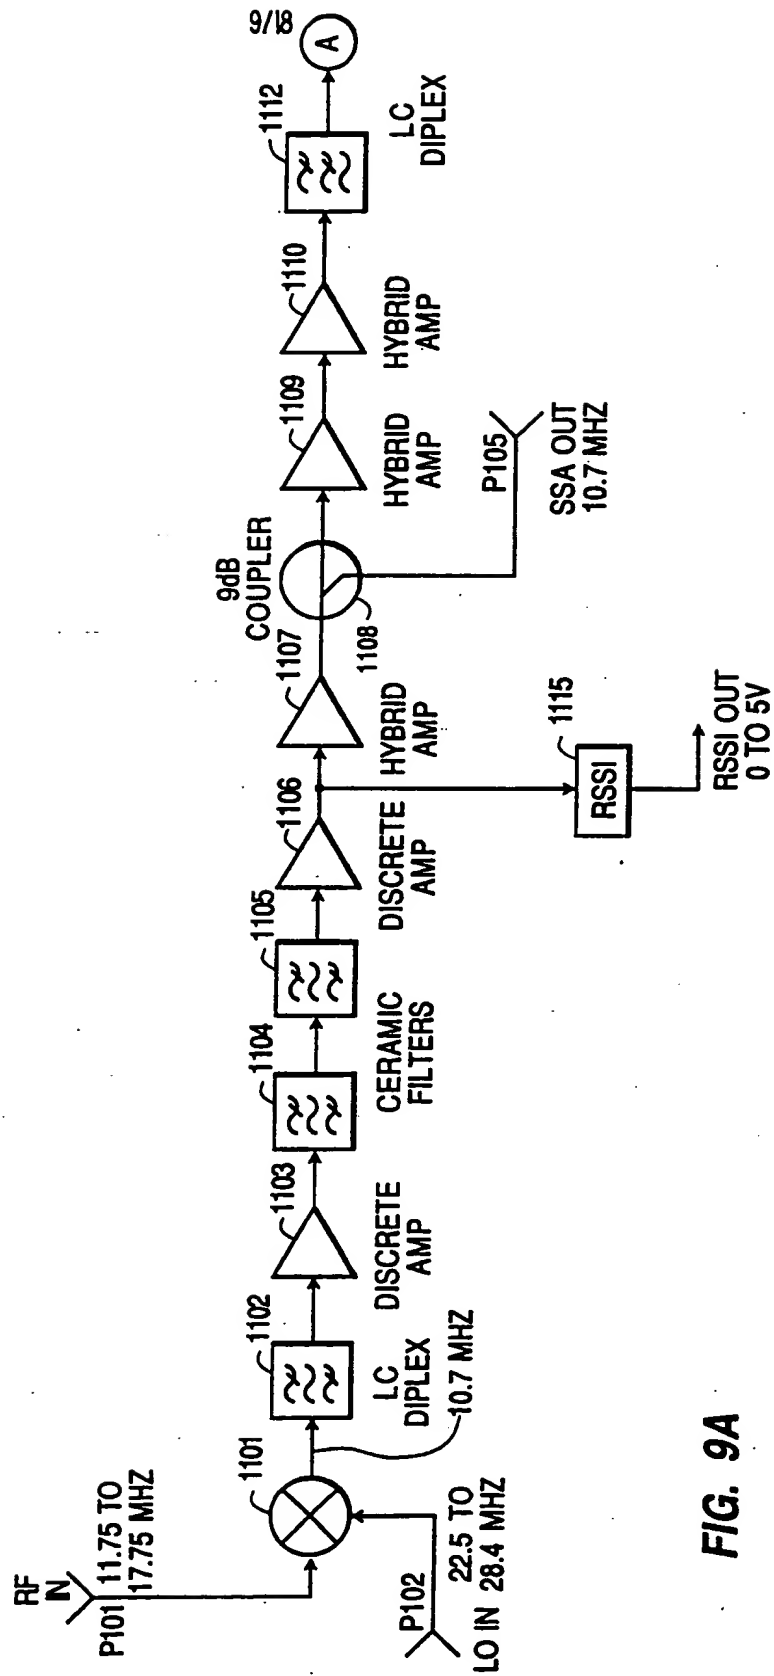 RF
IN
P101
11.75 TO
17.75 MHZ
P102
22.5 TO
LO IN 28.4 MHZ
1101
10.7 MHZ
1102
LC
DIPLEX
1103
DISCRETE
AMP
1104
1105
CERAMIC
FILTERS
1106
DISCRETE
AMP
1107
HYBRID
AMP
1115
RSSI
RSSI OUT
0 TO 5V
9dB
COUPLER
1108
P105
SSA OUT
10.7 MHZ
1109
HYBRID
AMP
1110
HYBRID
AMP
1112
LC
DIPLEX
A
FIG. 9A